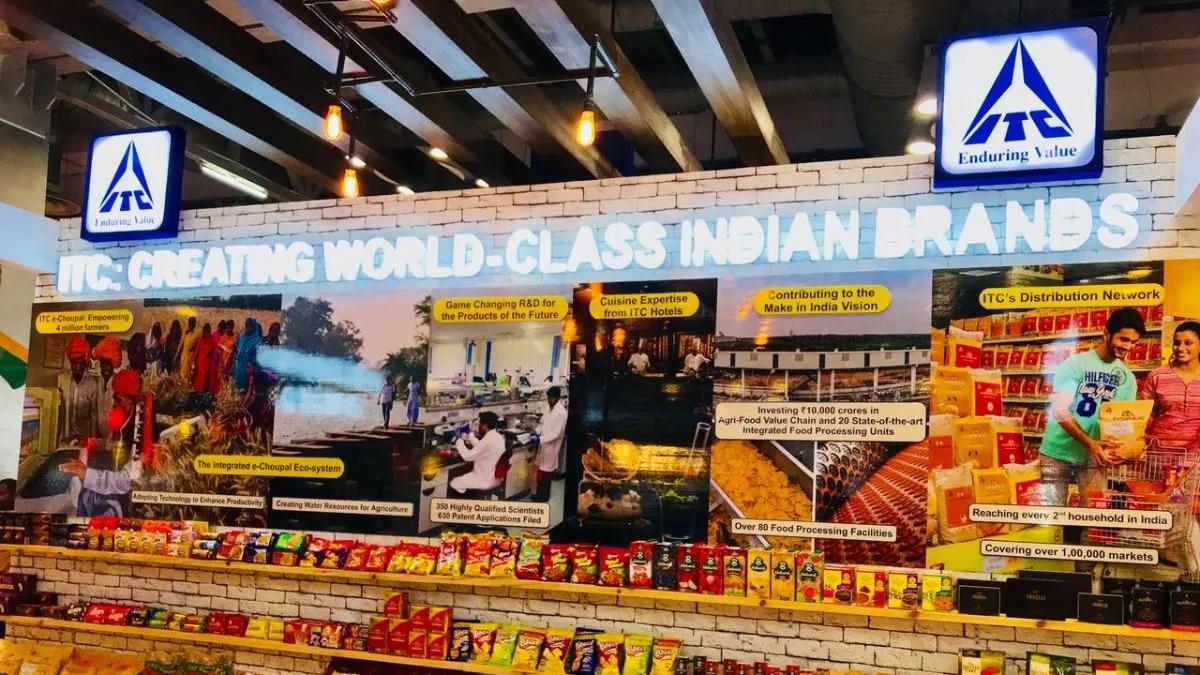 ITC
Enduring Value
ITC
Enduring Value
ITC: CREATING WORLD-CLASS INDIAN BRANDS
ITC e-Choupal: Empowering
4 million farmers
The Integrated e-Choupal Eco-system
Adopting Technology to Enhance Productivity
Creating Water Resources for Agriculture
Game Changing R&D for
the Products of the Future
350 Highly Qualified Scientists
630 Patent Applications Filed
Cuisine Expertise
from ITC Hotels
Contributing to the
Make in India Vision
Investing ₹10,000 crores in
Agri-Food Value Chain and 20 State-of-the-art
Integrated Food Processing Units
Over 80 Food Processing Facilities
ITC's Distribution Network
HILFIGER
Reaching every 2nd household in India
Covering over 1,00,000 markets